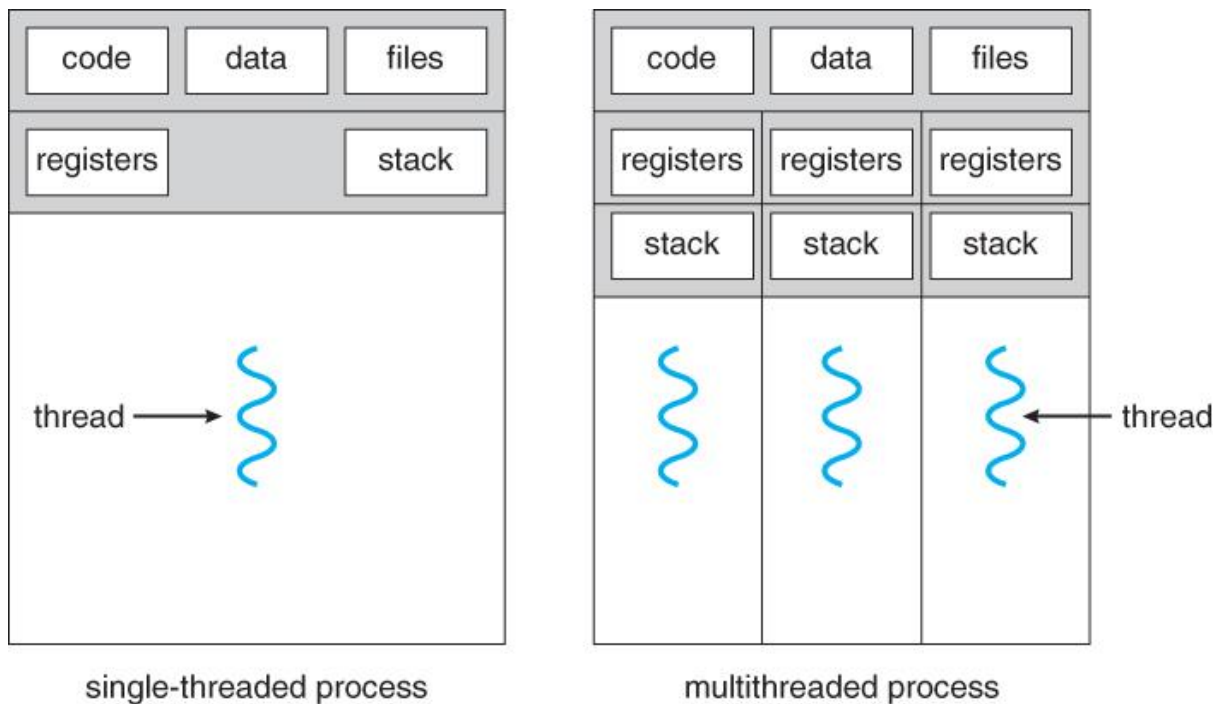 code data files
registers stack
thread
single-threaded process
code data files
registers registers registers
stack stack stack
thread
multithreaded process